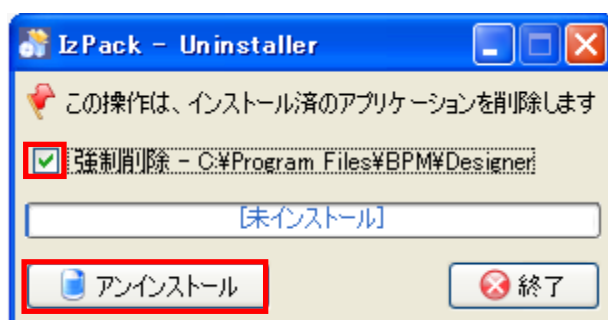 IzPack - Uninstaller
この操作は、インストール済のアプリケーションを削除します
強制削除 - C:¥Program Files¥BPM¥Designer
[未インストール]
アンインストール
終了